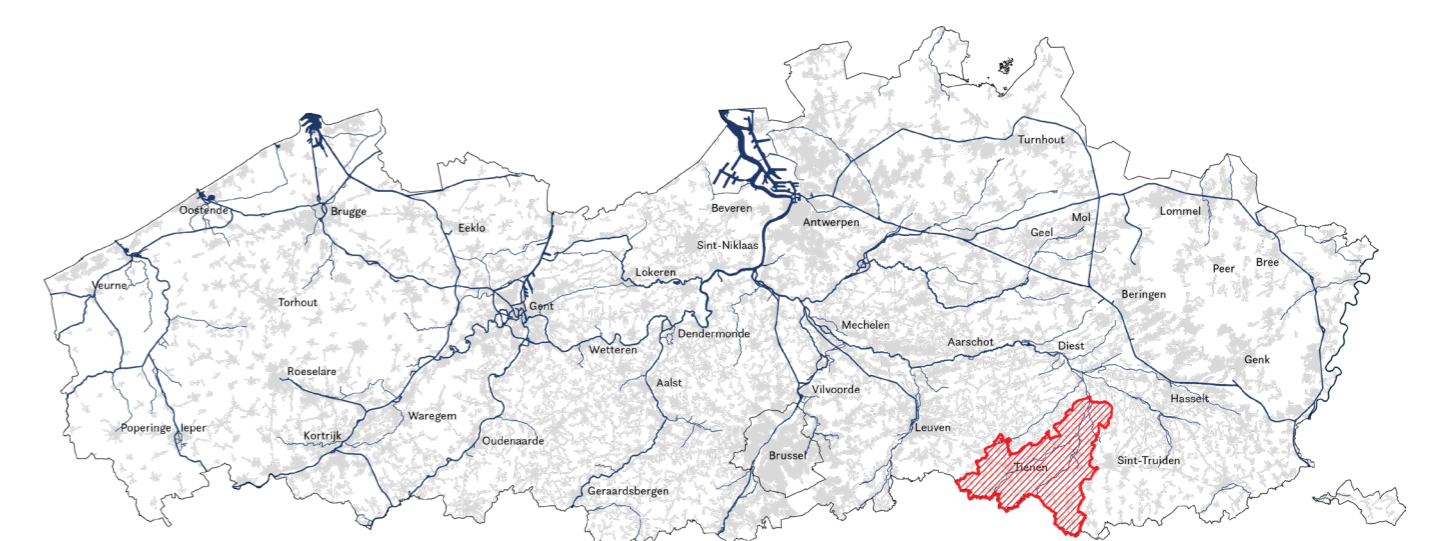 Turnhout
Oostende
Brugge
Beveren
Antwerpen
Lommel
Mol
Eeklo
Geel
Sint-Niklaas
Peer
Bree
Lokeren
Veurne
Beringen
Torhout
Gent
Mechelen
Dendermonde
Aarschot
Diest
Wetteren
Genk
Roeselare
Aalst
Vilvoorde
Hasselt
Waregem
Poperinge
Ieper
Leuven
Kortrijk
Oudenaarde
Brussel
Sint-Truiden
Tienen
Geraardsbergen